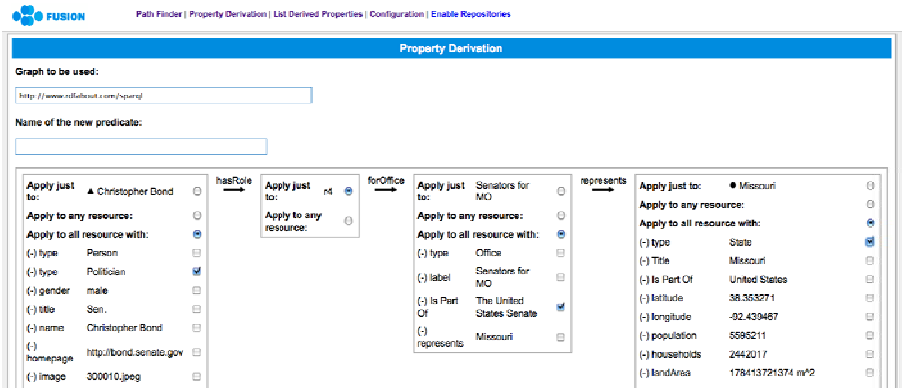 FUSION
Path Finder | Property Derivation | List Derived Properties | Configuration | Enable Repositories
Property Derivation
Graph to be used:
http://www.rdfabout.com/sparql
Name of the new predicate:
Apply just to: ▲ Christopher Bond
Apply to any resource:
Apply to all resource with:
(-) type Person
(-) type Politician
(-) gender male
(-) title Sen.
(-) name Christopher Bond
(-) homepage http://bond.senate.gov
(-) image 300010.jpeg
hasRole
Apply just to: r4
Apply to any resource:
forOffice
Apply just to: Senators for MO
Apply to any resource:
Apply to all resource with:
(-) type Office
(-) label Senators for MO
(-) Is Part Of The United States Senate
(-) represents Missouri
represents
Apply just to: ● Missouri
Apply to any resource:
Apply to all resource with:
(-) type State
(-) Title Missouri
(-) Is Part Of United States
(-) latitude 38.353271
(-) longitude -92.439467
(-) population 5595211
(-) households 2442017
(-) landArea 178413721374 m^2